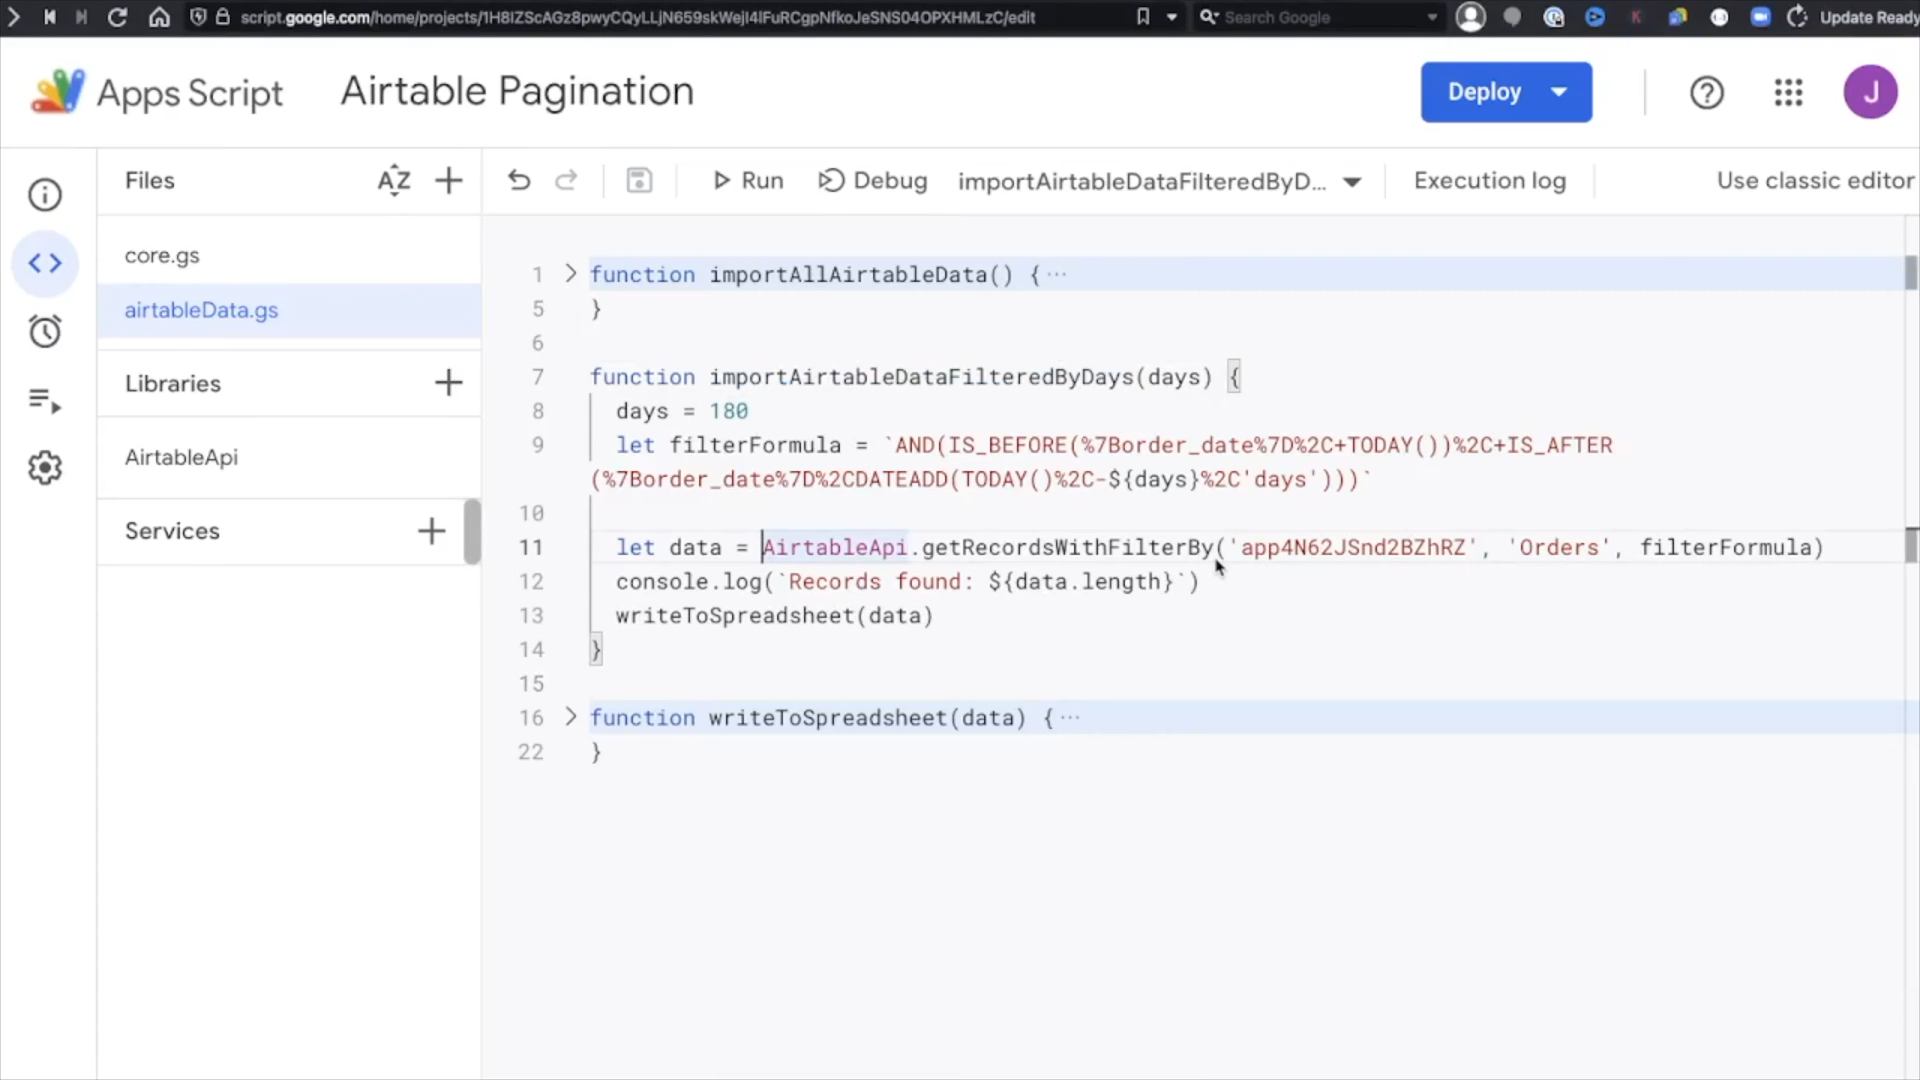 script.google.com/home/projects/1H8IZScAGz8pwyCQyLLjN659skWejl4lFuRCgpNfkoJeSNS04OPXHMLzC/edit
Search Google
Update Ready
Apps Script
Airtable Pagination
Deploy
J
Files
AZ
Run
Debug
importAirtableDataFilteredByD...
Execution log
Use classic editor
core.gs
airtableData.gs
Libraries
AirtableApi
Services
1 function importAllAirtableData() { ···
5 }
6
7 function importAirtableDataFilteredByDays(days) {
8 days = 180
9 let filterFormula = `AND(IS_BEFORE(%7Border_date%7D%2C+TODAY())%2C+IS_AFTER
(%7Border_date%7D%2CDATEADD(TODAY()%2C-${days}%2C'days')))`
10
11 let data = AirtableApi.getRecordsWithFilterBy('app4N62JSnd2BZhRZ', 'Orders', filterFormula)
12 console.log(`Records found: ${data.length}`)
13 writeToSpreadsheet(data)
14 }
15
16 function writeToSpreadsheet(data) { ···
22 }